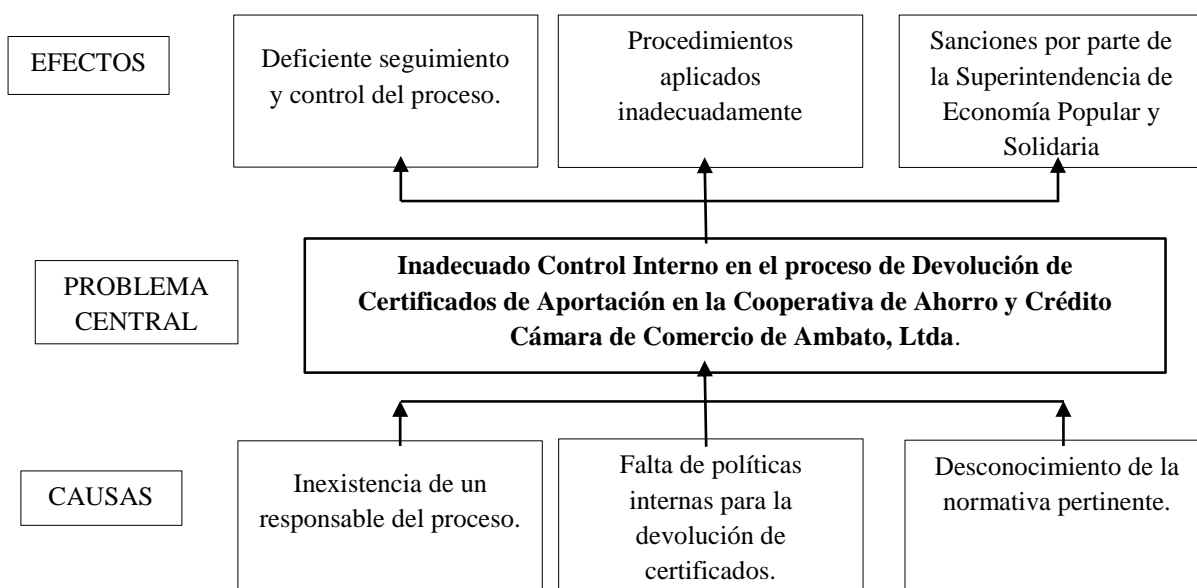 EFECTOS
Deficiente seguimiento
y control del proceso.
Procedimientos
aplicados
inadecuadamente
Sanciones por parte de
la Superintendencia de
Economía Popular y
Solidaria
PROBLEMA
CENTRAL
Inadecuado Control Interno en el proceso de Devolución de
Certificados de Aportación en la Cooperativa de Ahorro y Crédito
Cámara de Comercio de Ambato, Ltda.
CAUSAS
Inexistencia de un
responsable del proceso.
Falta de políticas
internas para la
devolución de
certificados.
Desconocimiento de la
normativa pertinente.